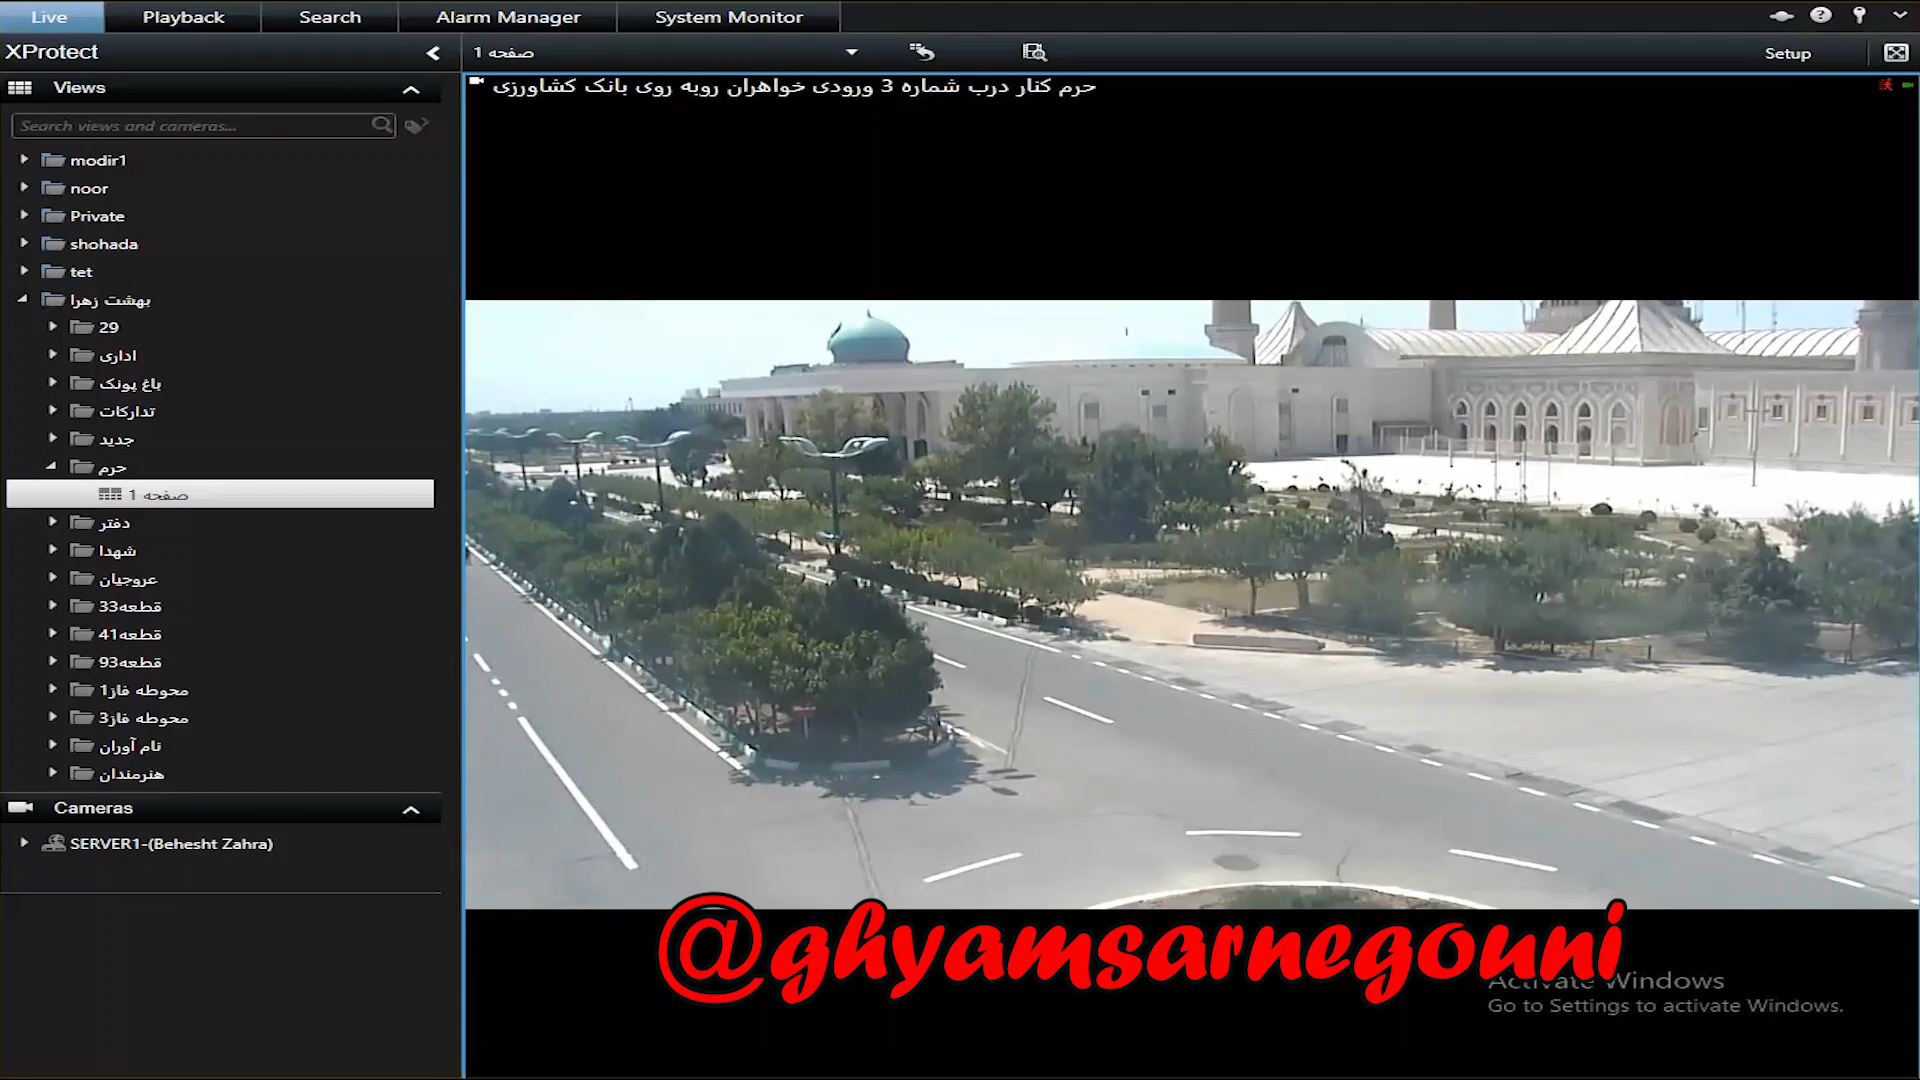 Live
Playback
Search
Alarm Manager
System Monitor
XProtect
صفحه 1
Setup
Views
Search views and cameras...
modir1
noor
Private
shohada
tet
بهشت زهرا
29
اداری
باغ پونک
تدارکات
جدید
حرم
صفحه 1
دفتر
شهدا
عروجیان
قطعه33
قطعه41
قطعه93
محوطه فاز1
محوطه فاز3
نام آوران
هنرمندان
Cameras
SERVER1-(Behesht Zahra)
حرم کنار درب شماره 3 ورودی خواهران روبه روی بانک کشاورزی
@ghyamsarnegouni
Activate Windows
Go to Settings to activate Windows.